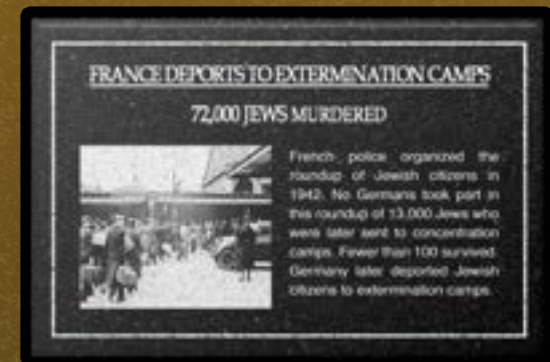 FRANCE DEPORTS TO EXTERMINATION CAMPS
72,000 JEWS MURDERED
French police organized the
roundup of Jewish citizens in
1942. No Germans took part in
this roundup of 13,000 Jews who
were later sent to concentration
camps. Fewer than 100 survived.
Germany later deported Jewish
citizens to extermination camps.